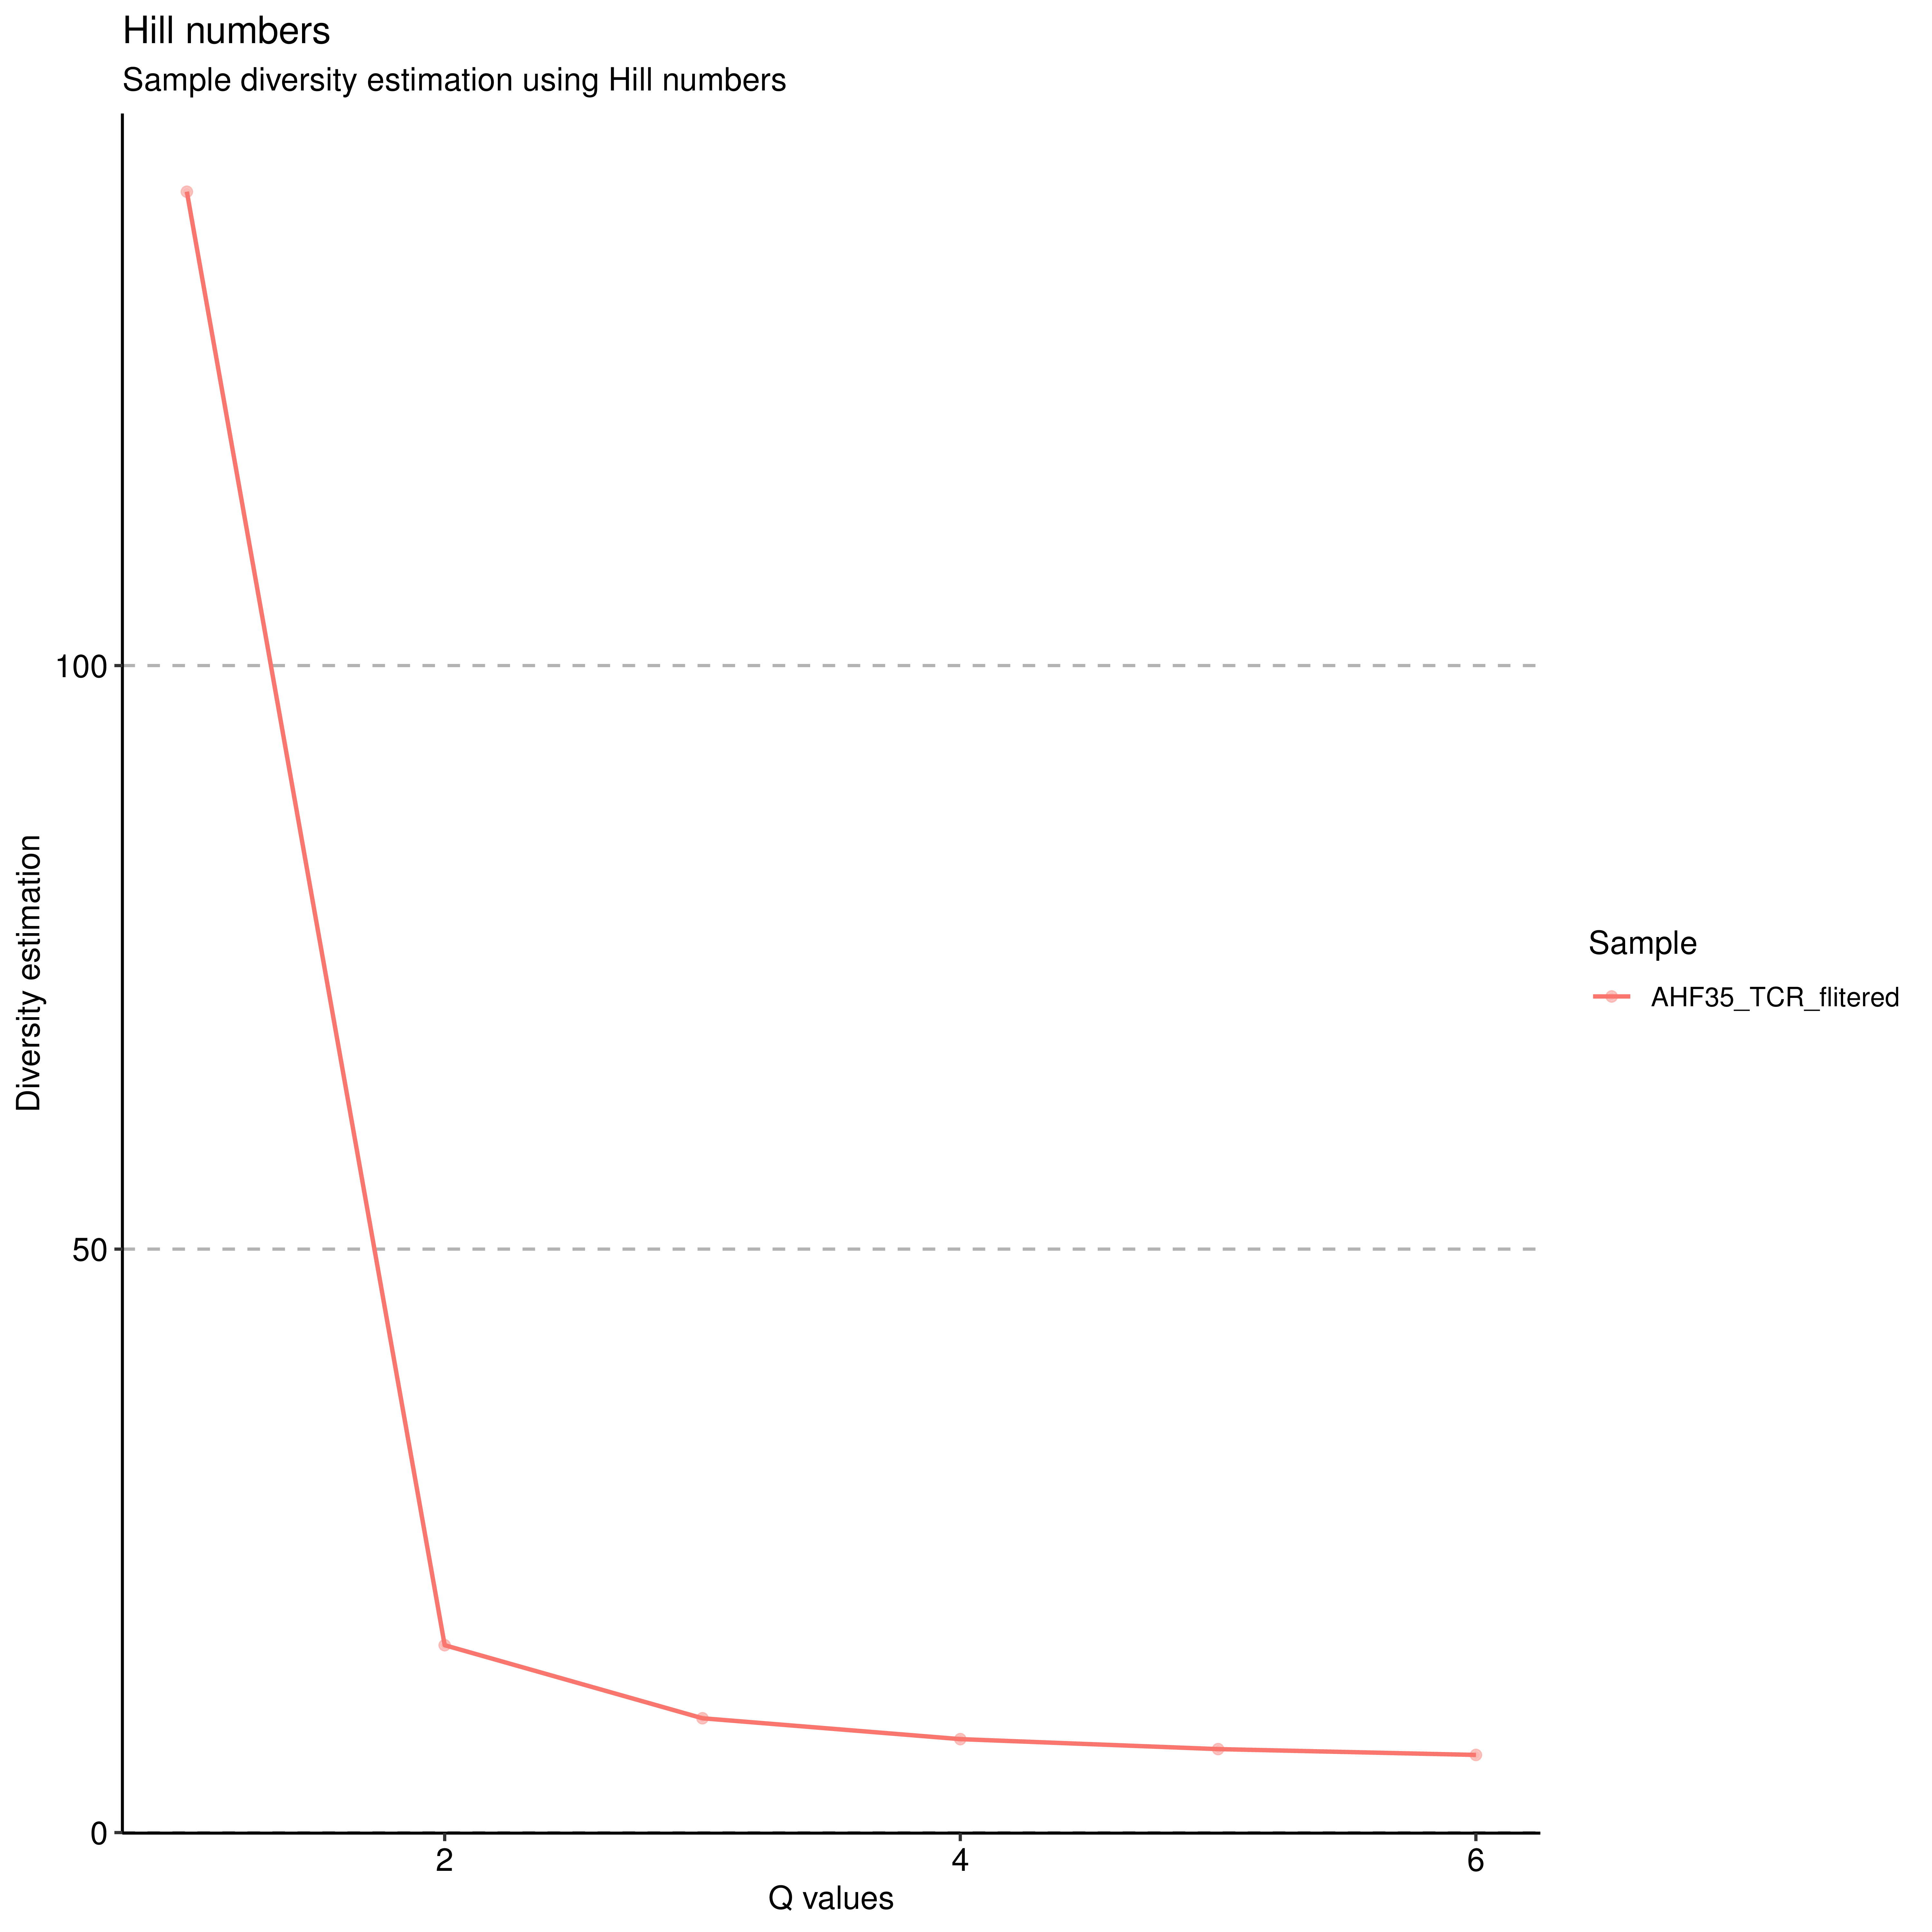 Hill numbers
Sample diversity estimation using Hill numbers
Diversity estimation
100
50
0
2
4
6
Q values
Sample
AHF35_TCR_flitered